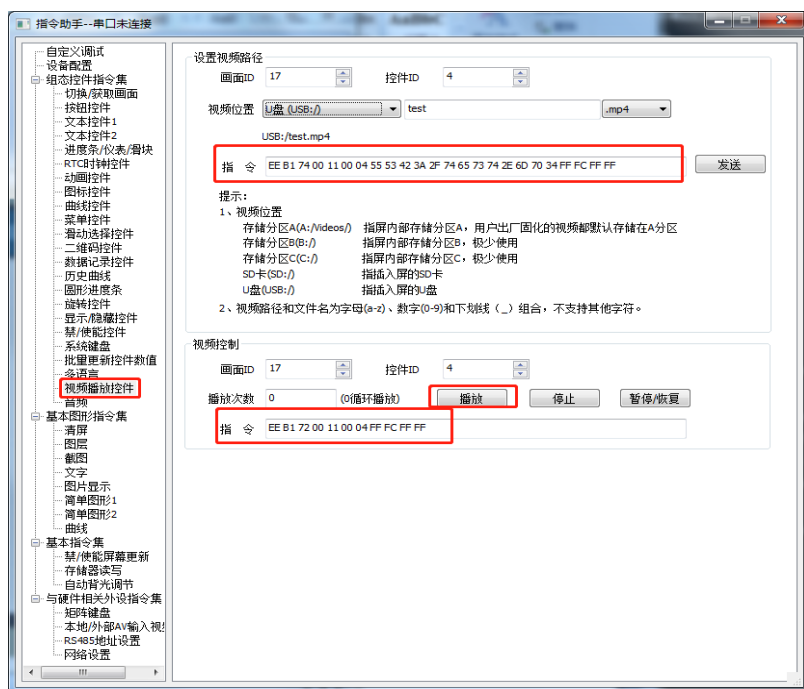 指令助手--串口未连接
自定义调试
设备配置
组态控件指令集
切换/获取画面
按钮控件
文本控件1
文本控件2
进度条/仪表/滑块
RTC时钟控件
动画控件
图标控件
曲线控件
菜单控件
滑动选择控件
二维码控件
数据记录控件
历史曲线
圆形进度条
旋转控件
显示/隐藏控件
禁/使能控件
系统键盘
批量更新控件数值
多语言
视频播放控件
音频
基本图形指令集
清屏
图层
截图
文字
图片显示
简单图形1
简单图形2
曲线
基本指令集
禁/使能屏幕更新
存储器读写
自动背光调节
与硬件相关外设指令集
矩阵键盘
本地/外部AV输入视
RS485地址设置
网络设置
设置视频路径
画面ID 17 控件ID 4
视频位置 U盘 (USB:/) test .mp4
USB:/test.mp4
指 令 EE B1 74 00 11 00 04 55 53 42 3A 2F 74 65 73 74 2E 6D 70 34 FF FC FF FF 发送
提示:
1、视频位置
存储分区A(A:/Videos/) 指屏内部存储分区A，用户出厂固化的视频都默认存储在A分区
存储分区B(B:/) 指屏内部存储分区B，极少使用
存储分区C(C:/) 指屏内部存储分区C，极少使用
SD卡(SD:/) 指插入屏的SD卡
U盘(USB:/) 指插入屏的U盘
2、视频路径和文件名为字母(a-z)、数字(0-9)和下划线（_）组合，不支持其他字符。
视频控制
画面ID 17 控件ID 4
播放次数 0 (0循环播放) 播放 停止 暂停/恢复
指 令 EE B1 72 00 11 00 04 FF FC FF FF